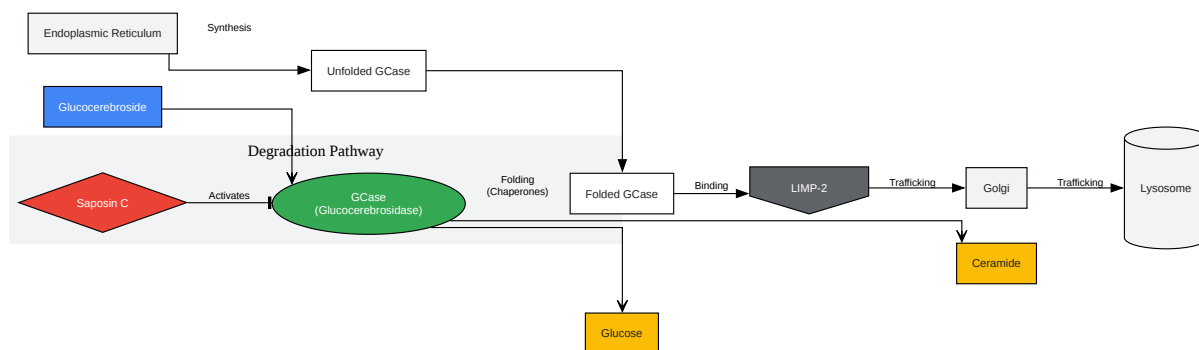 Endoplasmic Reticulum
Synthesis
Unfolded GCase
Glucocerebroside
Degradation Pathway
Saposin C
Activates
GCase
(Glucocerebrosidase)
Folding
(Chaperones)
Folded GCase
Binding
LIMP-2
Trafficking
Golgi
Trafficking
Lysosome
Ceramide
Glucose